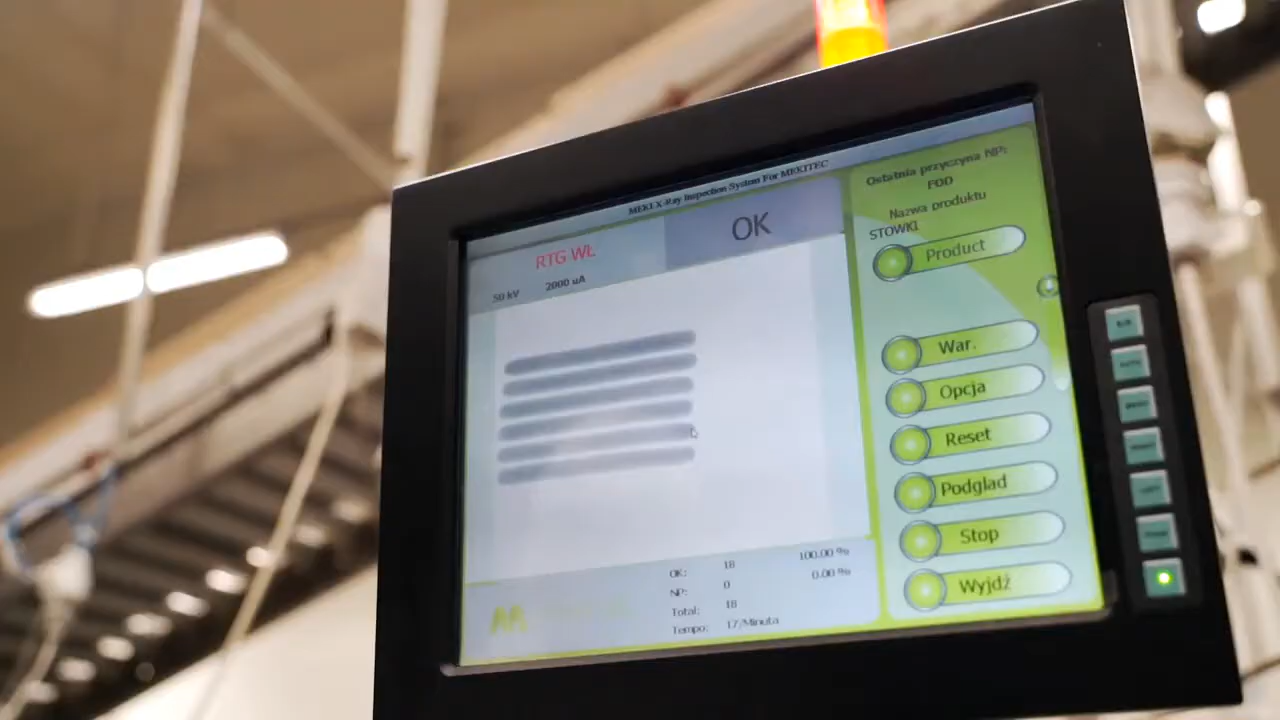 MEKI X-Ray Inspection System For MEKITEC
RTG WŁ
OK
50 kV 2000 uA
Ostatnia przyczyna NP:
FOD
Nazwa produktu
STOWKI
Product
War.
Opcja
Reset
Podglad
Stop
Wyjdź
OK: 18 100.00 %
NP: 0 0.00 %
Total: 18
Tempo: 17/Minuta